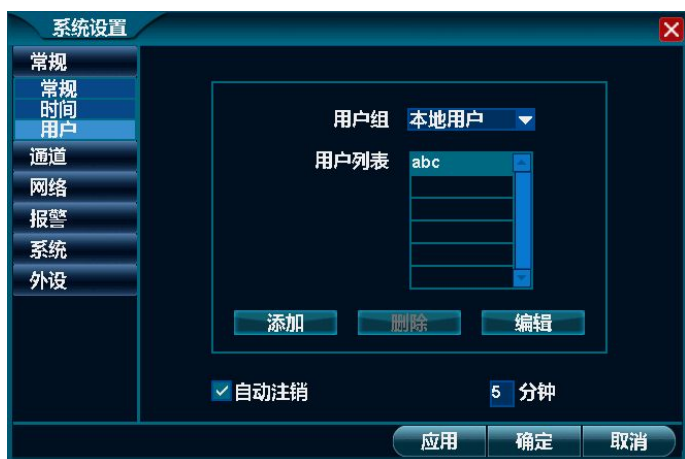 系统设置
常规
常规
时间
用户
通道
网络
报警
系统
外设
用户组 本地用户
用户列表 abc
添加 删除 编辑
自动注销 5 分钟
应用 确定 取消